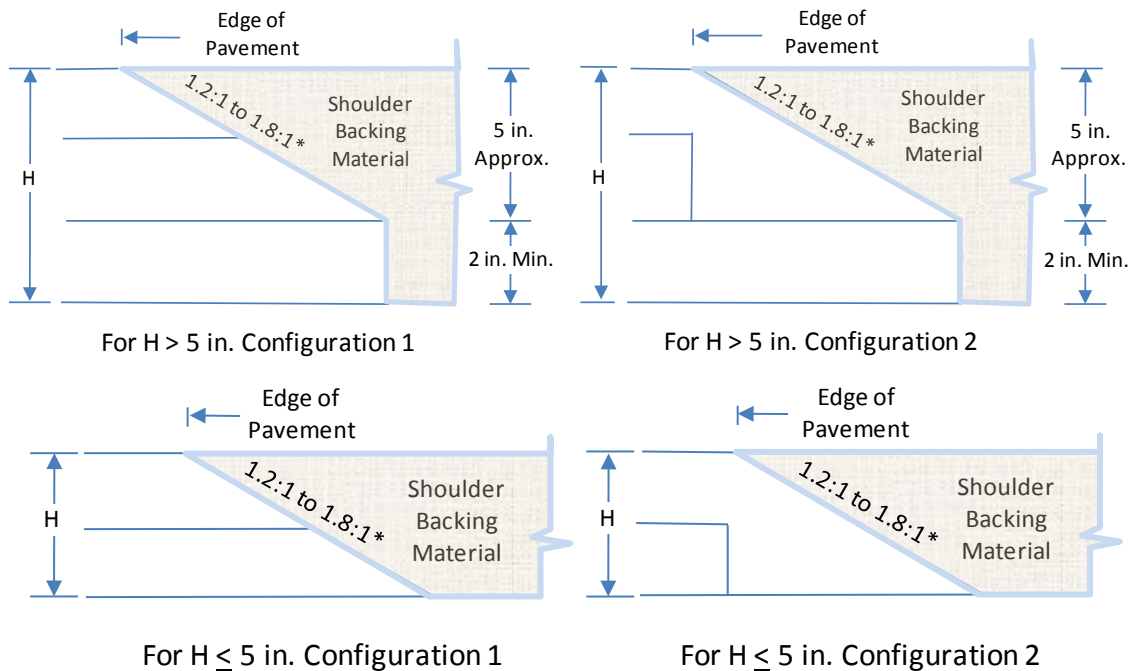 Edge of
Pavement
H
1.2:1 to 1.8:1*
Shoulder
Backing
Material
5 in.
Approx.
2 in. Min.
For H > 5 in. Configuration 1
Edge of
Pavement
H
1.2:1 to 1.8:1*
Shoulder
Backing
Material
5 in.
Approx.
2 in. Min.
For H > 5 in. Configuration 2
Edge of
Pavement
H
1.2:1 to 1.8:1*
Shoulder
Backing
Material
For H ≤ 5 in. Configuration 1
Edge of
Pavement
H
1.2:1 to 1.8:1*
Shoulder
Backing
Material
For H ≤ 5 in. Configuration 2